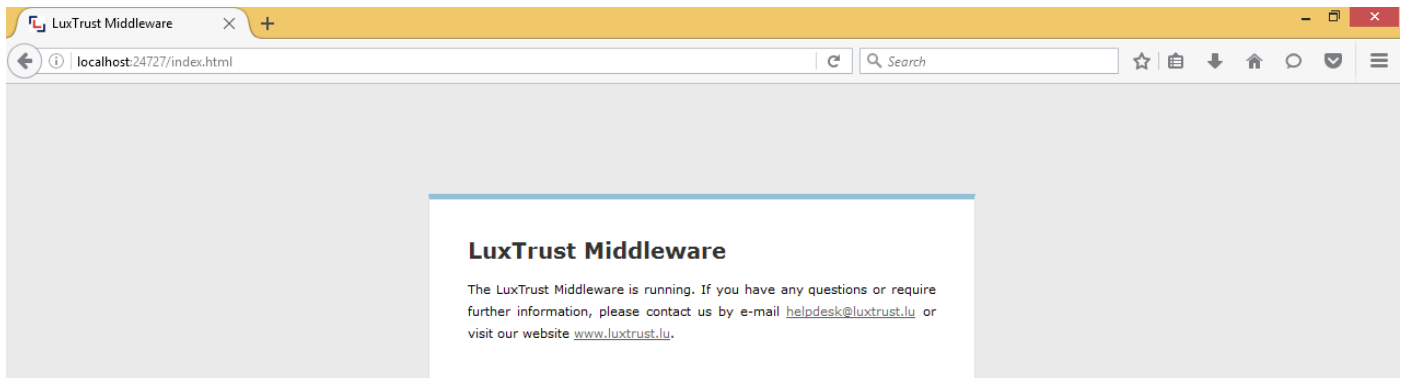 LuxTrust Middleware
localhost:24727/index.html
Search
LuxTrust Middleware
The LuxTrust Middleware is running. If you have any questions or require
further information, please contact us by e-mail helpdesk@luxtrust.lu or
visit our website www.luxtrust.lu.